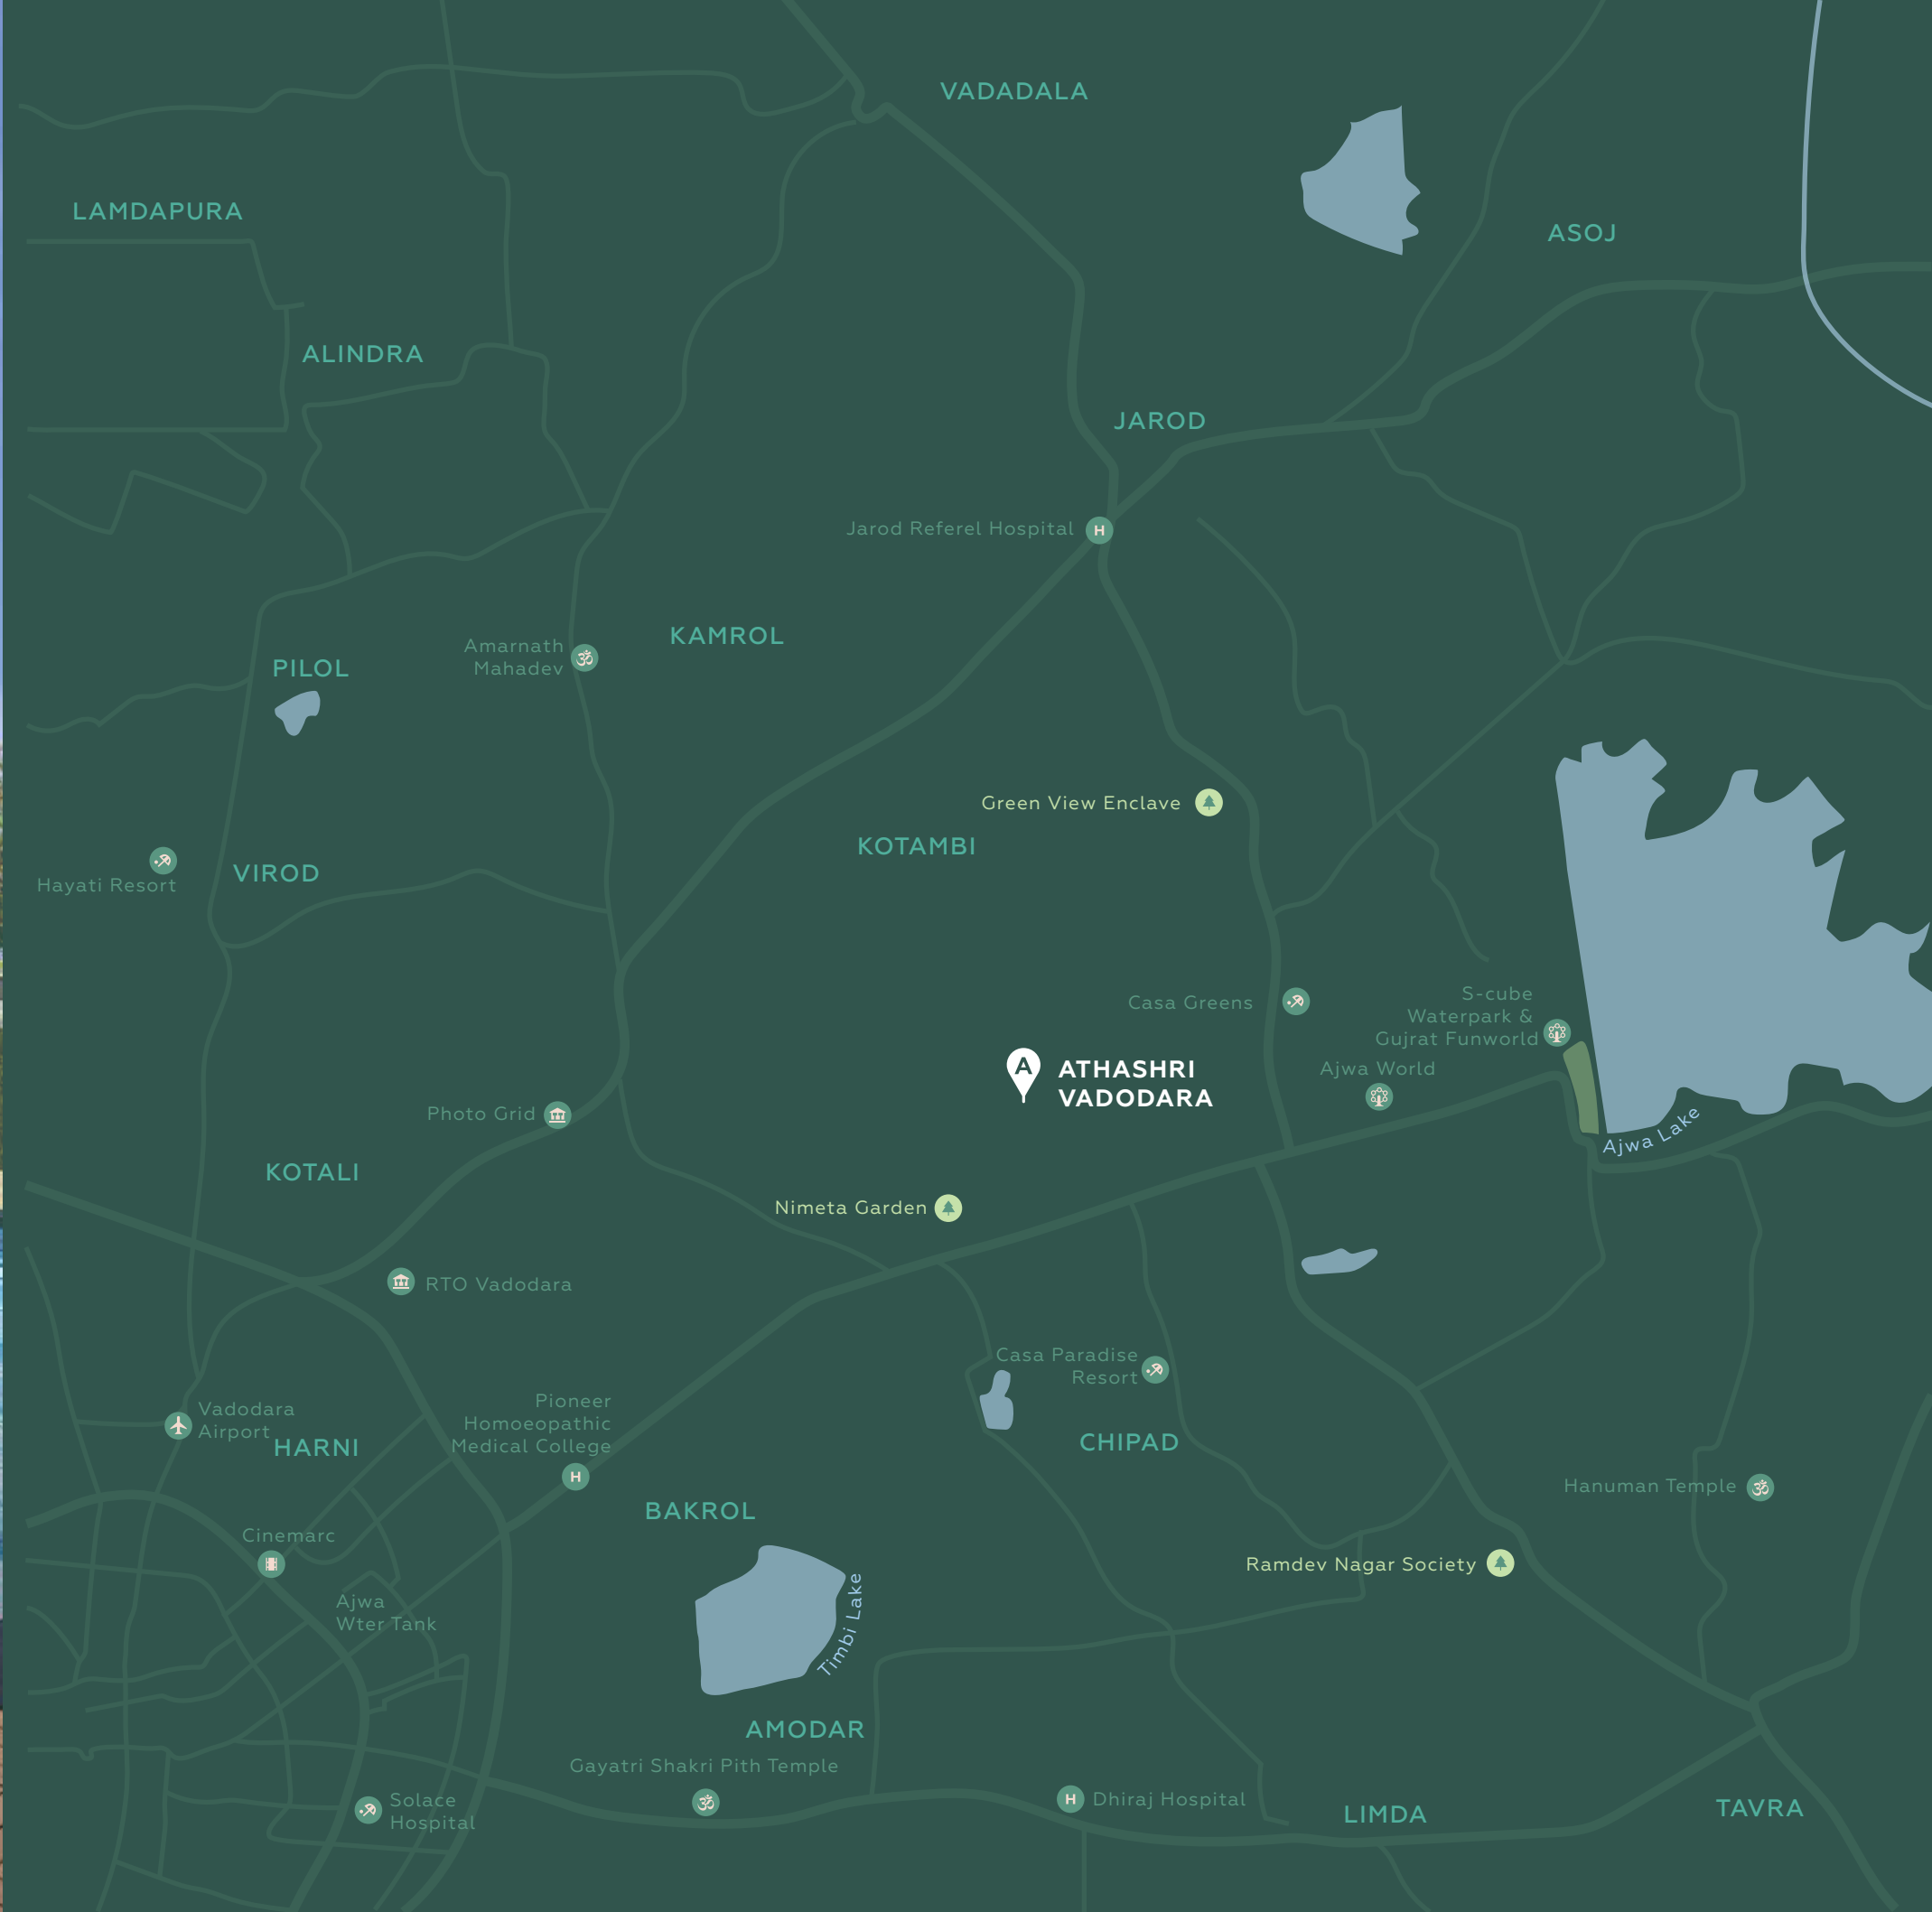 VADADALA
LAMDAPURA
ASOJ
ALINDRA
JAROD
Jarod Referel Hospital
H
KAMROL
Amarnath
Mahadev
ॐ
PILOL
Green View Enclave
KOTAMBI
VIROD
Hayati Resort
Casa Greens
S-cube
Waterpark &
Gujrat Funworld
A
ATHASHRI
VADODARA
Ajwa World
Photo Grid
Ajwa Lake
KOTALI
Nimeta Garden
RTO Vadodara
Casa Paradise
Resort
Pioneer
Homoeopathic
Medical College
H
Vadodara
Airport
HARNI
CHIPAD
Hanuman Temple
ॐ
BAKROL
Cinemarc
Ramdev Nagar Society
Ajwa
Wter Tank
Timbi Lake
AMODAR
Gayatri Shakri Pith Temple
ॐ
H
Dhiraj Hospital
Solace
Hospital
LIMDA
TAVRA